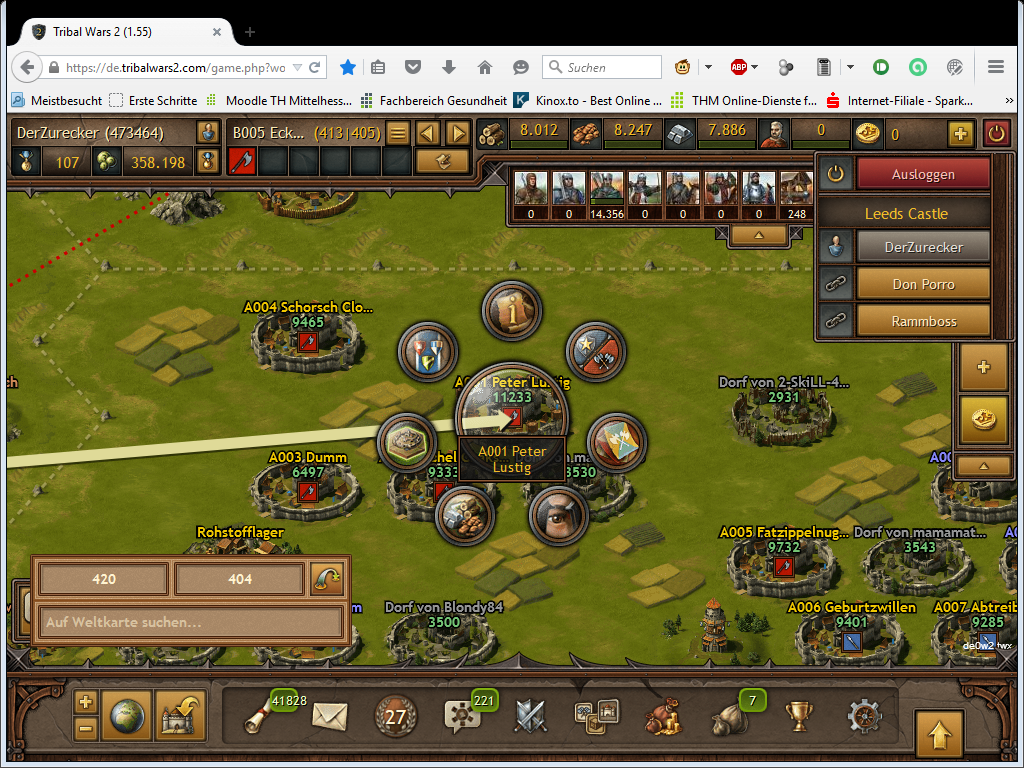 Tribal Wars 2 (1.55)
https://de.tribalwars2.com/game.php?wo
Suchen
ABP
Meistbesucht
Erste Schritte
Moodle TH Mittelhess...
Fachbereich Gesundheit
Kinox.to - Best Online ...
THM Online-Dienste f...
Internet-Filiale - Spark...
DerZurecker (473464)
B005 Eck... (413|405)
8.012
8.247
7.886
0
0
107
358.198
0
0
14.356
0
0
0
0
248
Ausloggen
Leeds Castle
DerZurecker
Don Porro
Rammboss
A004 Schorsch Clo...
9465
11233
A001 Peter
Lustig
Dorf von 2-SkiLL-4...
2931
A003 Dumm
6497
9333
3530
Rohstofflager
A005 Fatzippelnug...
9732
Dorf von mamamat...
3543
420
404
Auf Weltkarte suchen...
Dorf von Blondy84
3500
A006 Geburtzwillen
9401
A007 Abtreib
9285
41828
27
221
7